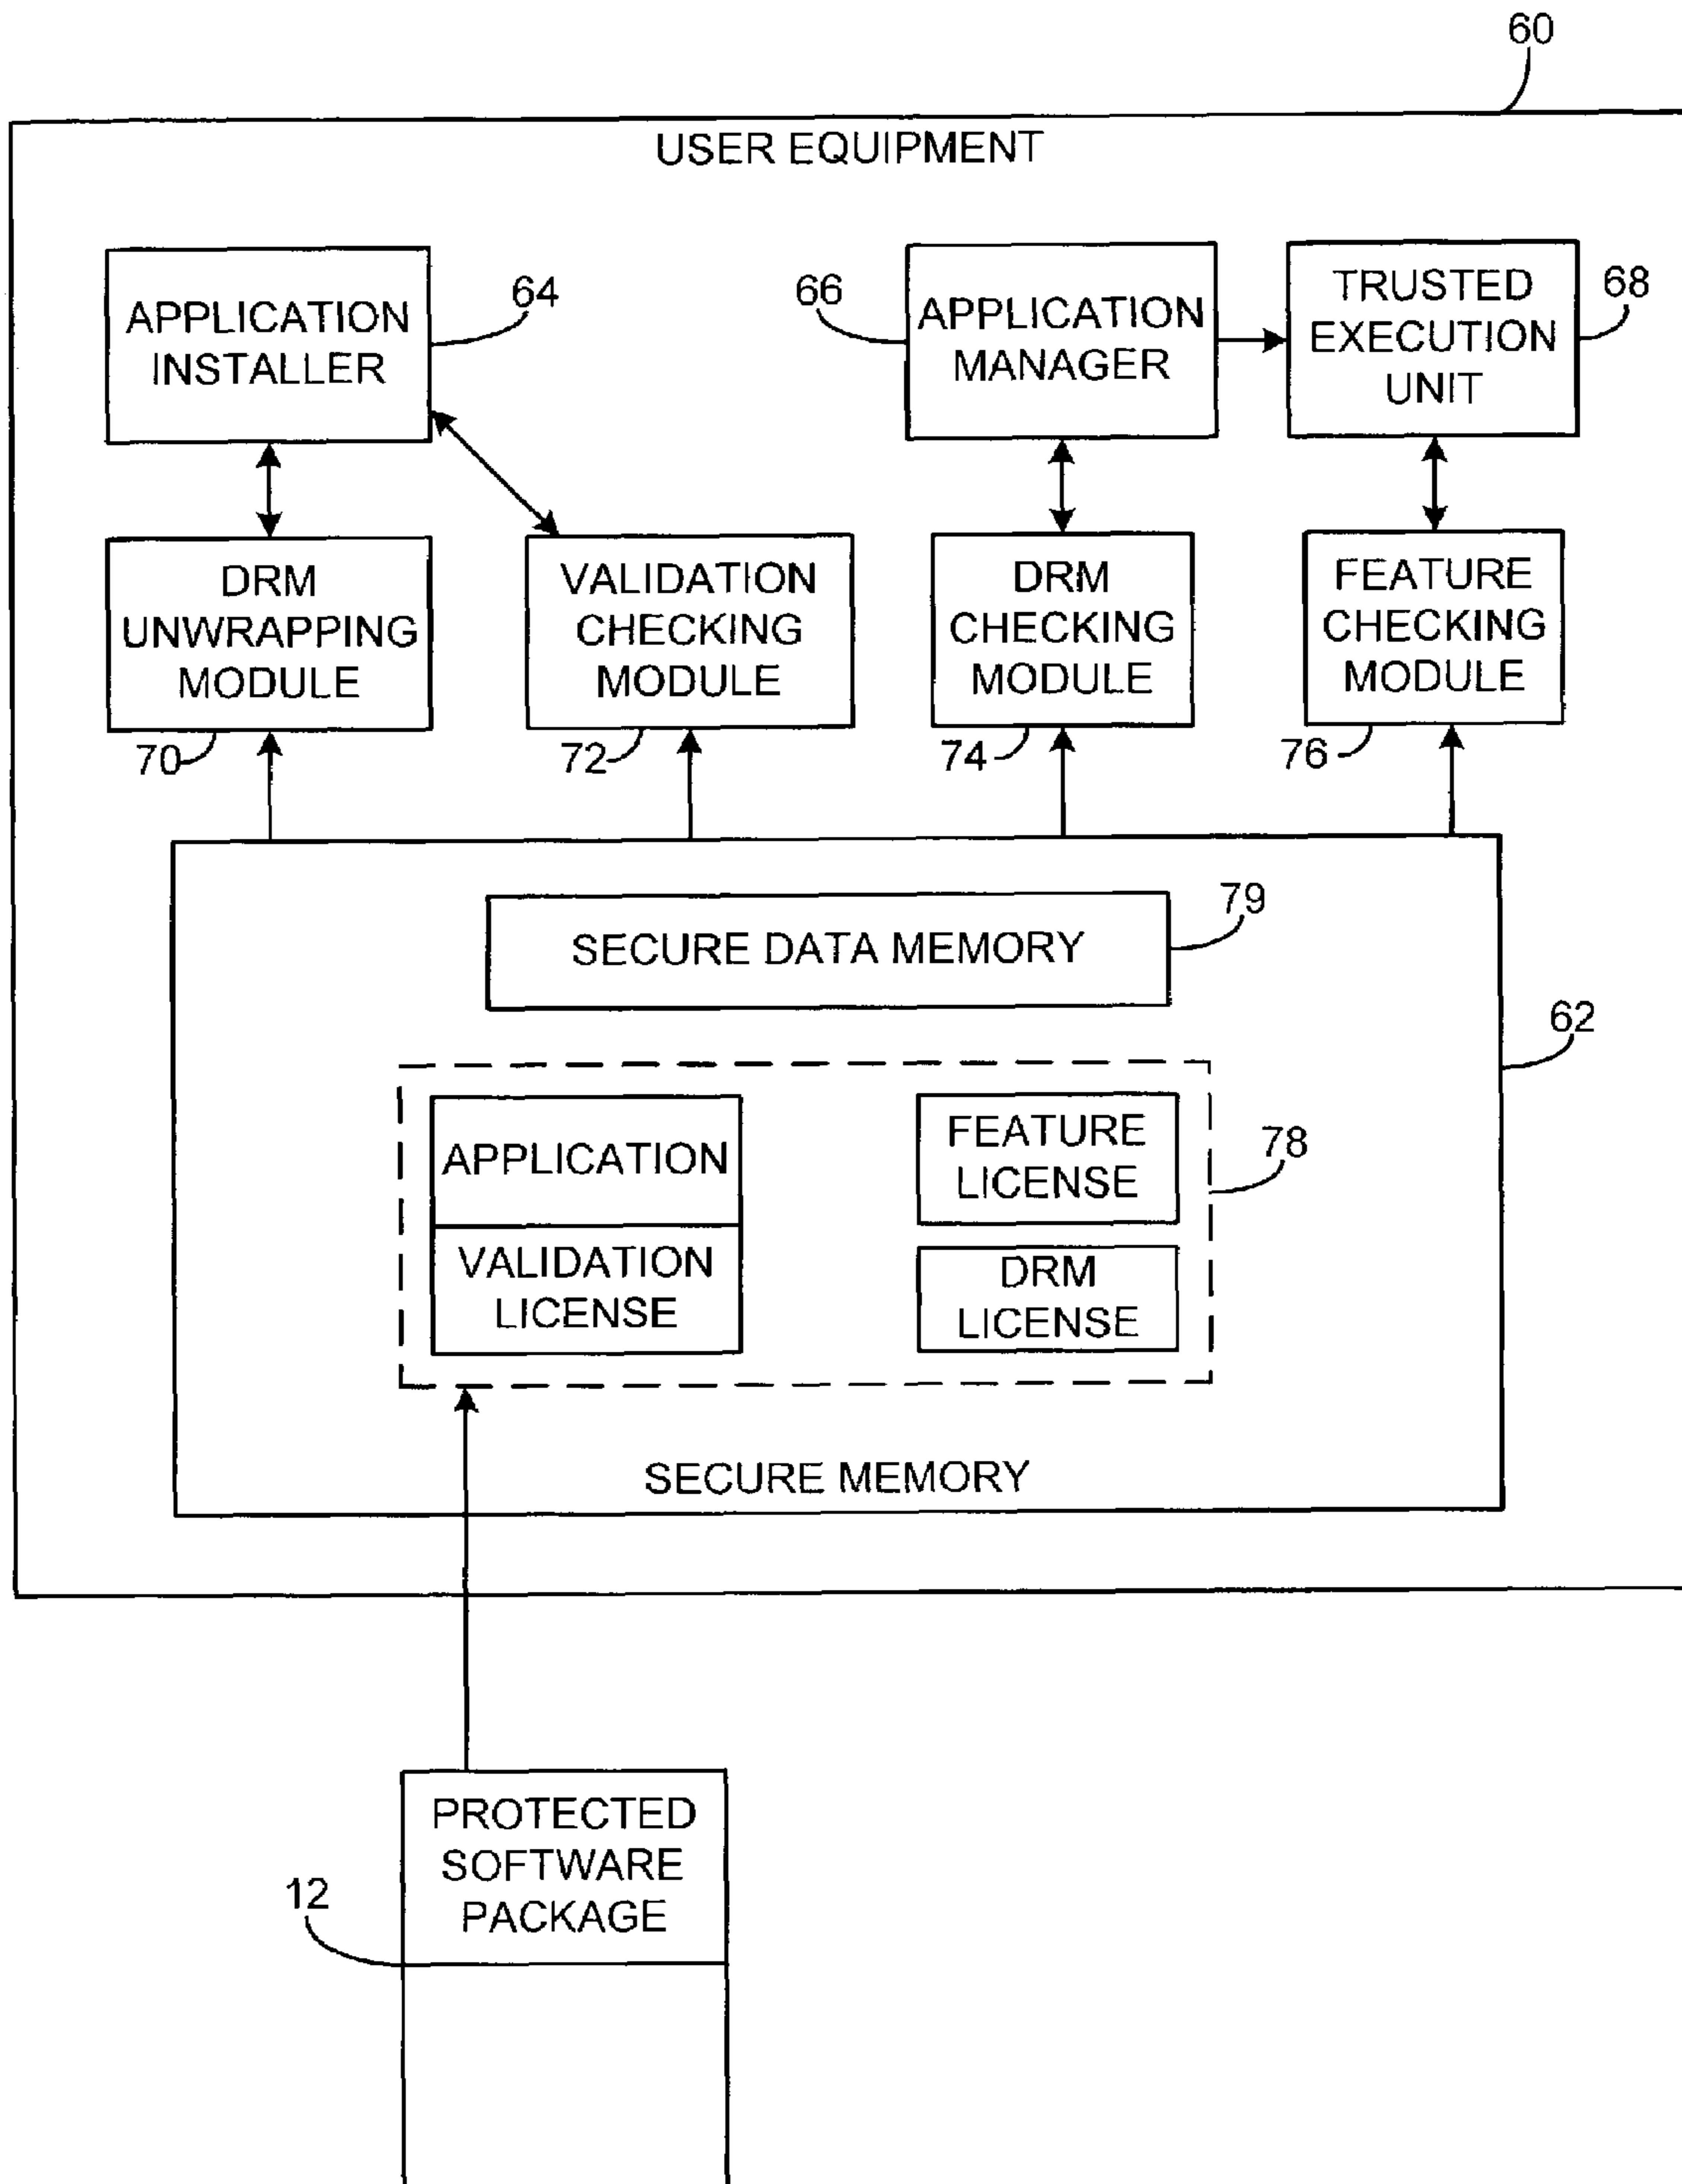 60
USER EQUIPMENT
APPLICATION
INSTALLER
64
66
APPLICATION
MANAGER
TRUSTED
EXECUTION
UNIT
68
DRM
UNWRAPPING
MODULE
70
VALIDATION
CHECKING
MODULE
72
DRM
CHECKING
MODULE
74
FEATURE
CHECKING
MODULE
76
SECURE DATA MEMORY
79
62
APPLICATION
VALIDATION
LICENSE
FEATURE
LICENSE
DRM
LICENSE
78
SECURE MEMORY
PROTECTED
SOFTWARE
PACKAGE
12